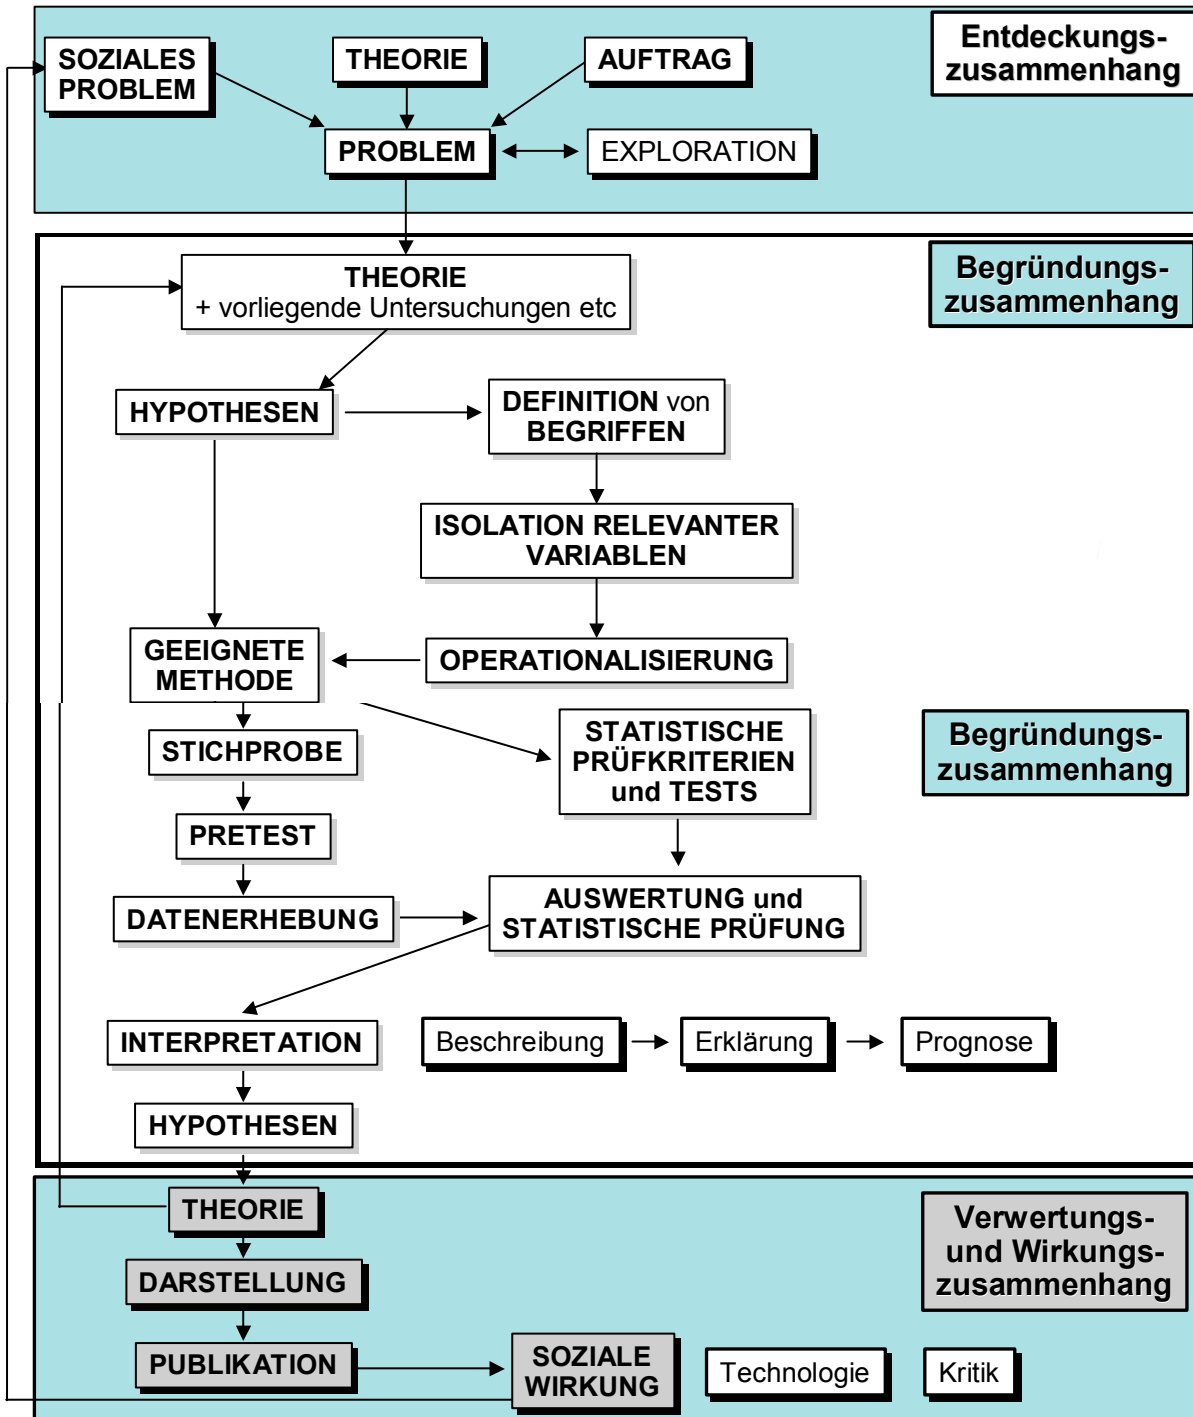 SOZIALES
PROBLEM
THEORIE
AUFTRAG
Entdeckungs-
zusammenhang
PROBLEM
EXPLORATION
THEORIE
+ vorliegende Untersuchungen etc
Begründungs-
zusammenhang
HYPOTHESEN
DEFINITION von
BEGRIFFEN
ISOLATION RELEVANTER
VARIABLEN
GEEIGNETE
METHODE
OPERATIONALISIERUNG
STICHPROBE
STATISTISCHE
PRÜFKRITERIEN
und TESTS
Begründungs-
zusammenhang
PRETEST
DATENERHEBUNG
AUSWERTUNG und
STATISTISCHE PRÜFUNG
INTERPRETATION
Beschreibung
Erklärung
Prognose
HYPOTHESEN
THEORIE
Verwertungs-
und Wirkungs-
zusammenhang
DARSTELLUNG
PUBLIKATION
SOZIALE
WIRKUNG
Technologie
Kritik